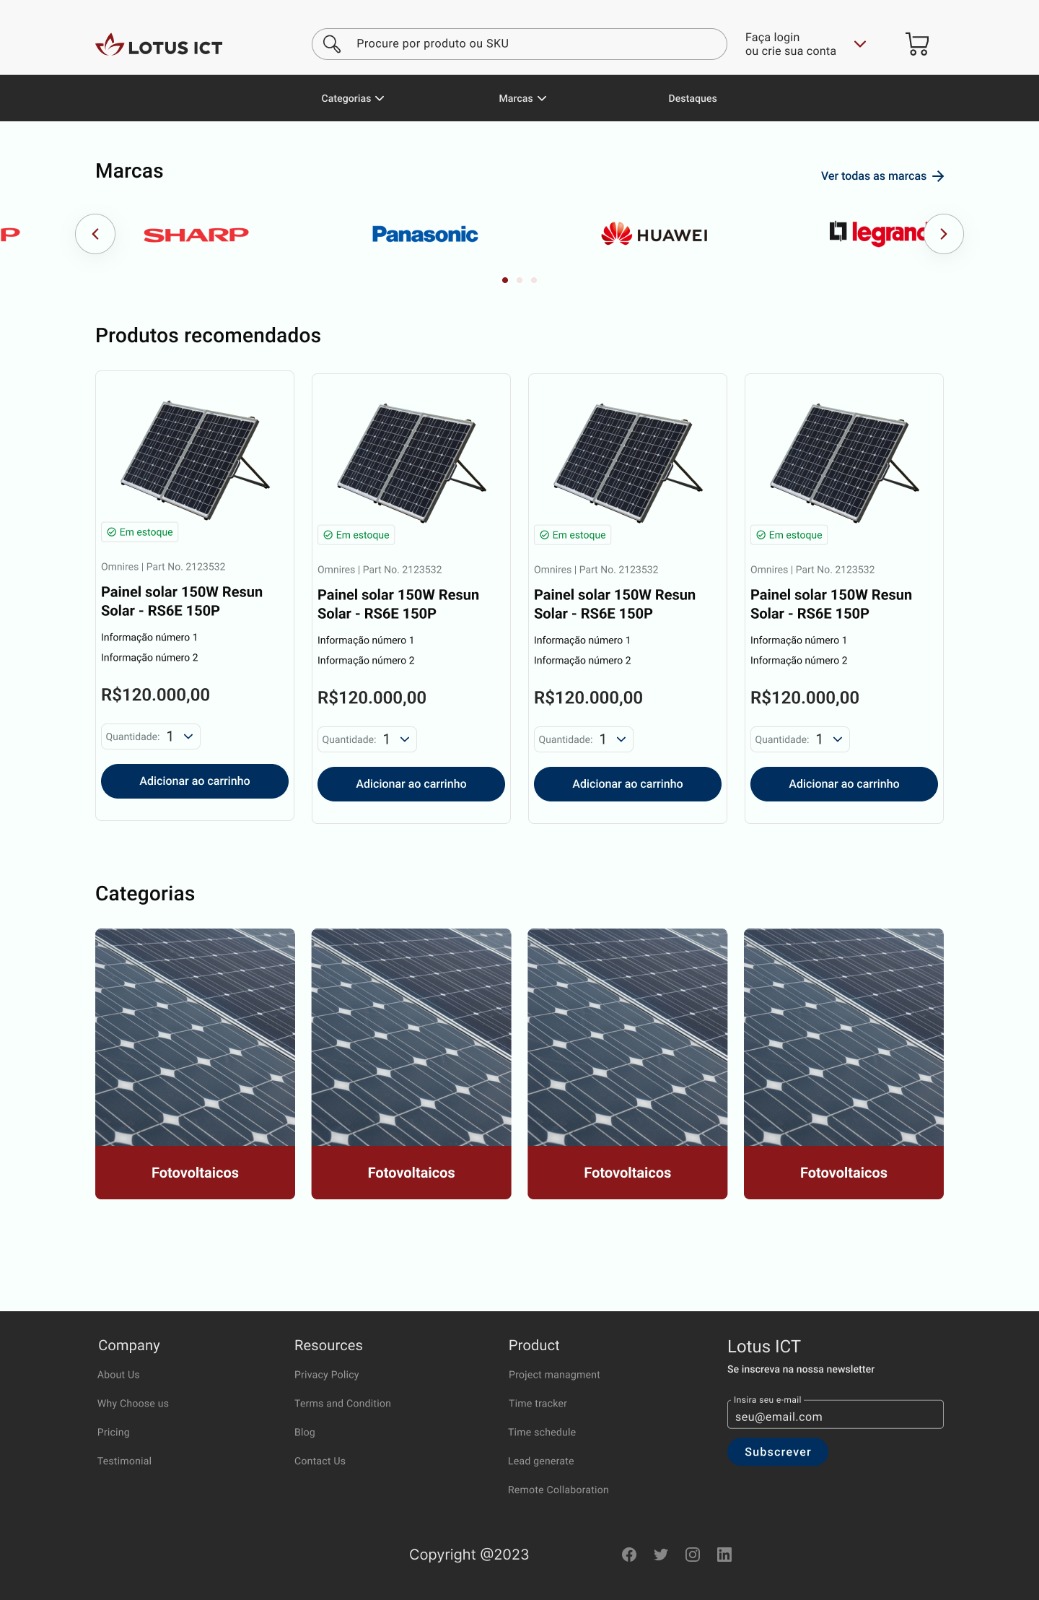 LOTUS ICT
Procure por produto ou SKU
Faça login
ou crie sua conta
Categorias
Marcas
Destaques
Marcas
Ver todas as marcas
P
SHARP
Panasonic
HUAWEI
legrand
Produtos recomendados
Em estoque
Omnires | Part No. 2123532
Painel solar 150W Resun
Solar - RS6E 150P
Informação número 1
Informação número 2
R$120.000,00
Quantidade: 1
Adicionar ao carrinho
Em estoque
Omnires | Part No. 2123532
Painel solar 150W Resun
Solar - RS6E 150P
Informação número 1
Informação número 2
R$120.000,00
Quantidade: 1
Adicionar ao carrinho
Em estoque
Omnires | Part No. 2123532
Painel solar 150W Resun
Solar - RS6E 150P
Informação número 1
Informação número 2
R$120.000,00
Quantidade: 1
Adicionar ao carrinho
Em estoque
Omnires | Part No. 2123532
Painel solar 150W Resun
Solar - RS6E 150P
Informação número 1
Informação número 2
R$120.000,00
Quantidade: 1
Adicionar ao carrinho
Categorias
Fotovoltaicos
Fotovoltaicos
Fotovoltaicos
Fotovoltaicos
Company
About Us
Why Choose us
Pricing
Testimonial
Resources
Privacy Policy
Terms and Condition
Blog
Contact Us
Product
Project managment
Time tracker
Time schedule
Lead generate
Remote Collaboration
Lotus ICT
Se inscreva na nossa newsletter
Insira seu e-mail
seu@email.com
Subscrever
Copyright @2023